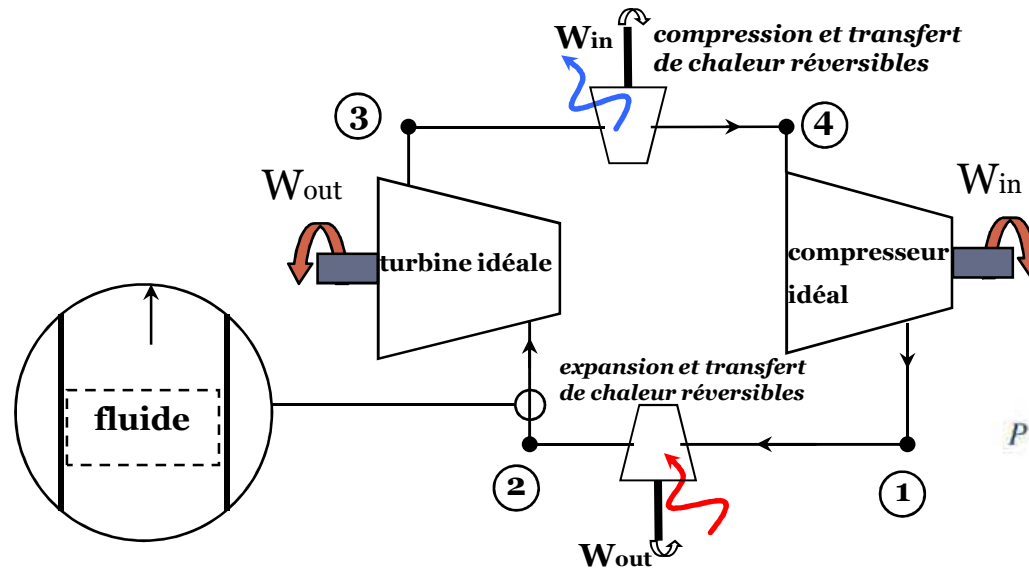 Win
compression et transfert
de chaleur réversibles
3
4
Wout
Win
turbine idéale
compresseur
idéal
expansion et transfert
de chaleur réversibles
fluide
P
2
1
Wout